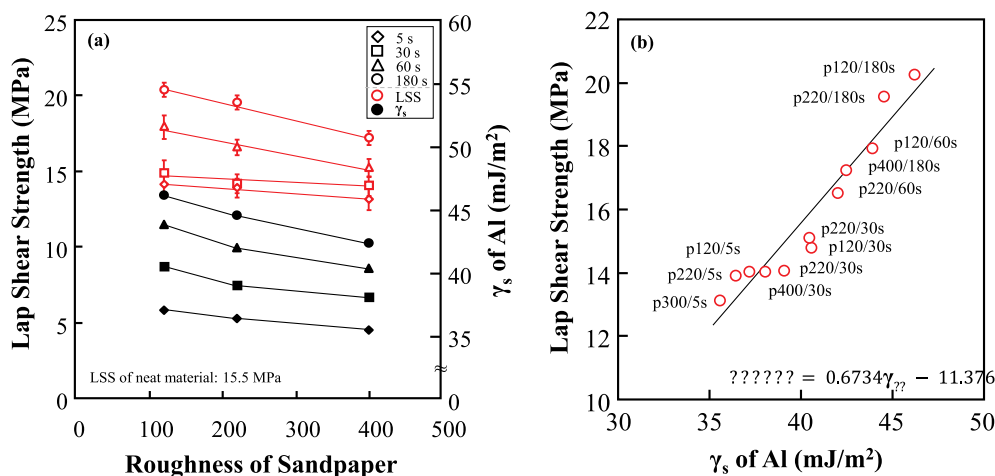 (a)
25
20
15
10
5
0
Lap Shear Strength (MPa)
60
55
50
45
40
35
0
≈
γs of Al (mJ/m²)
5 s
30 s
60 s
180 s
LSS
γs
LSS of neat material: 15.5 MPa
0 100 200 300 400 500
Roughness of Sandpaper
(b)
20
18
16
14
12
10
Lap Shear Strength (MPa)
p120/180s
p220/180s
p120/60s
p400/180s
p220/60s
p220/30s
p120/30s
p120/5s
p220/30s
p220/5s
p400/30s
p300/5s
?????? = 0.6734γ?? − 11.376
30 35 40 45 50
γs of Al (mJ/m²)